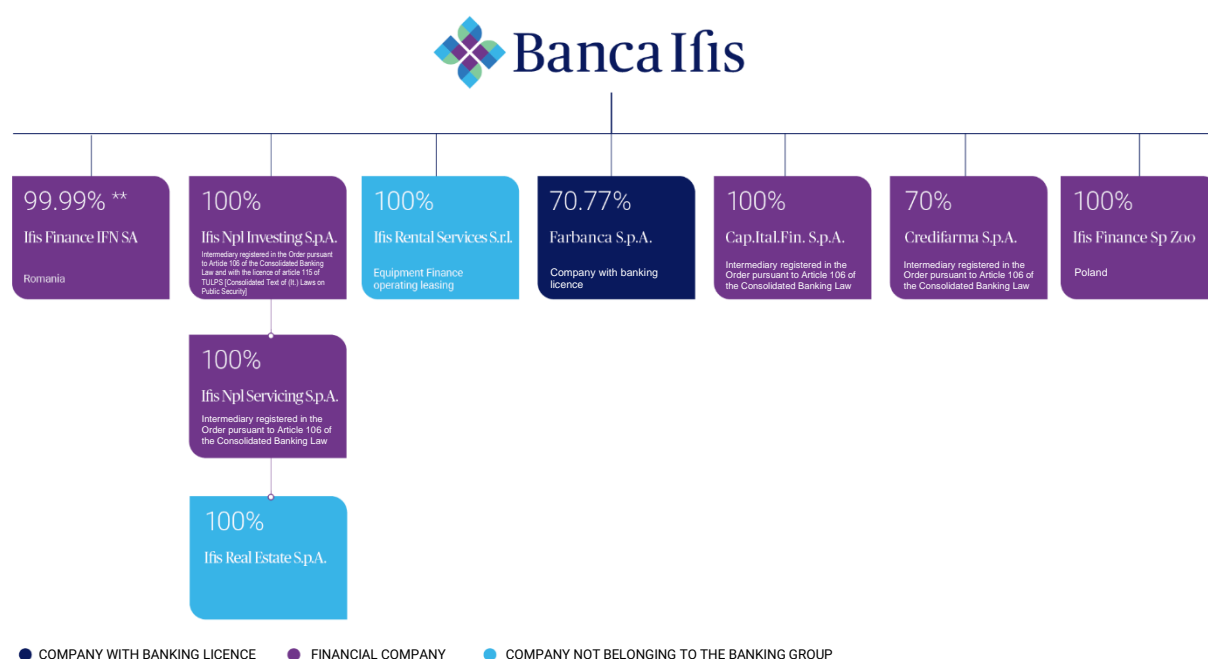 Banca Ifis
99.99% **
Ifis Finance IFN SA
Romania
100%
Ifis Npl Investing S.p.A.
Intermediary registered in the Order pursuant
to Article 106 of the Consolidated Banking
Law and with the licence of article 115 of
TULPS [Consolidated Text of (It.) Laws on
Public Security]
100%
Ifis Rental Services S.r.l.
Equipment Finance
operating leasing
70.77%
Farbanca S.p.A.
Company with banking
licence
100%
Cap.Ital.Fin. S.p.A.
Intermediary registered in the
Order pursuant to Article 106 of
the Consolidated Banking Law
70%
Credifarma S.p.A.
Intermediary registered in the
Order pursuant to Article 106 of
the Consolidated Banking Law
100%
Ifis Finance Sp Zoo
Poland
100%
Ifis Npl Servicing S.p.A.
Intermediary registered in the
Order pursuant to Article 106 of
the Consolidated Banking Law
100%
Ifis Real Estate S.p.A.
COMPANY WITH BANKING LICENCE
FINANCIAL COMPANY
COMPANY NOT BELONGING TO THE BANKING GROUP